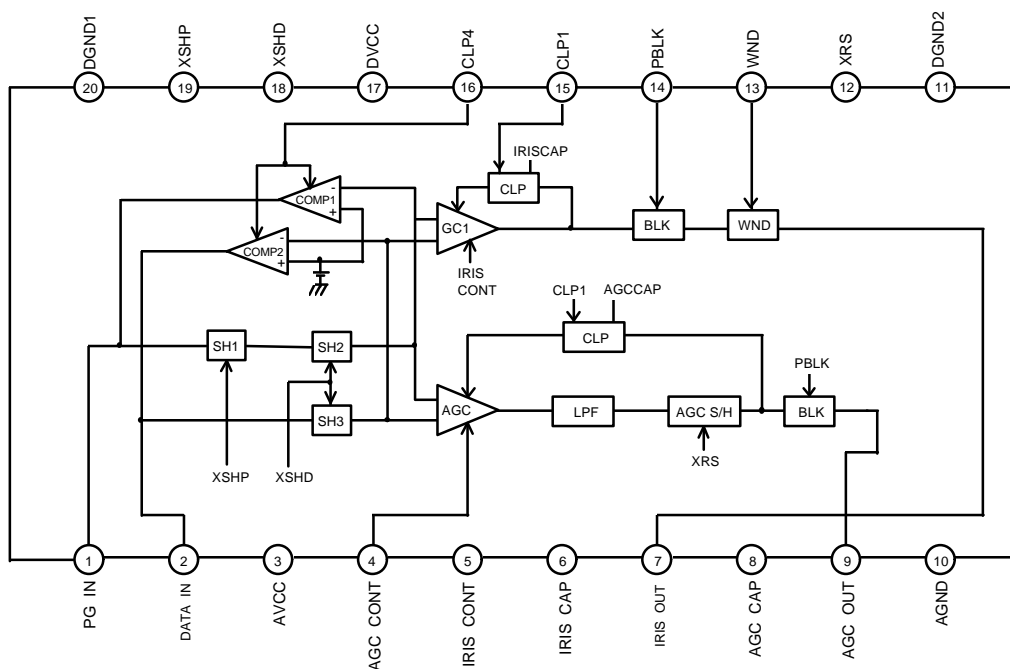 DGND1
XSHP
XSHD
DVCC
CLP4
CLP1
PBLK
WND
XRS
DGND2
20
19
18
17
16
15
14
13
12
11
IRISCAP
CLP
-
COMP1
+
GC1
BLK
WND
-
COMP2
+
IRIS
CONT
CLP1
AGCCAP
CLP
SH1
SH2
PBLK
AGC
LPF
AGC S/H
BLK
SH3
XSHP
XSHD
XRS
1
2
3
4
5
6
7
8
9
10
PG IN
DATA IN
AVCC
AGC CONT
IRIS CONT
IRIS CAP
IRIS OUT
AGC CAP
AGC OUT
AGND